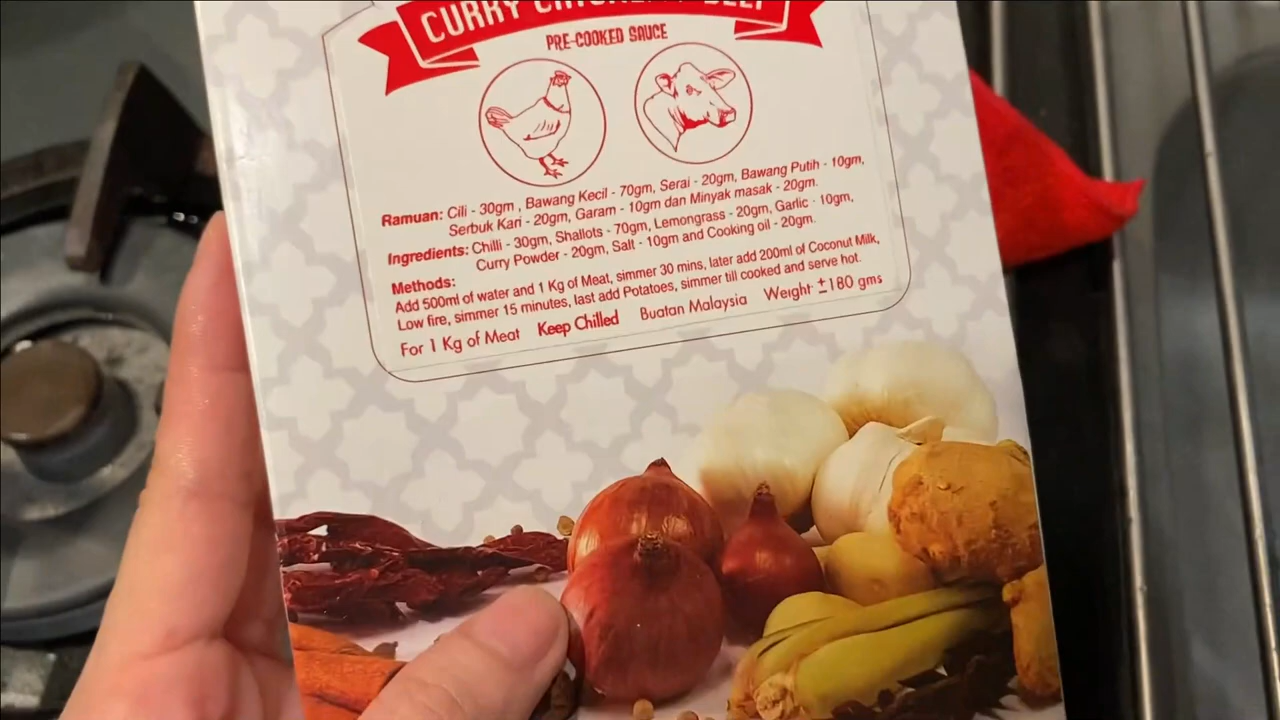 CURRY CHICKEN / BEEF
PRE-COOKED SAUCE
Ramuan: Cili - 30gm , Bawang Kecil - 70gm, Serai - 20gm, Bawang Putih - 10gm,
Serbuk Kari - 20gm, Garam - 10gm dan Minyak masak - 20gm.
Ingredients: Chilli - 30gm, Shallots - 70gm, Lemongrass - 20gm, Garlic - 10gm,
Curry Powder - 20gm, Salt - 10gm and Cooking oil - 20gm.
Methods:
Add 500ml of water and 1 Kg of Meat, simmer 30 mins, later add 200ml of Coconut Milk,
Low fire, simmer 15 minutes, last add Potatoes, simmer till cooked and serve hot.
For 1 Kg of Meat Keep Chilled Buatan Malaysia Weight ±180 gms